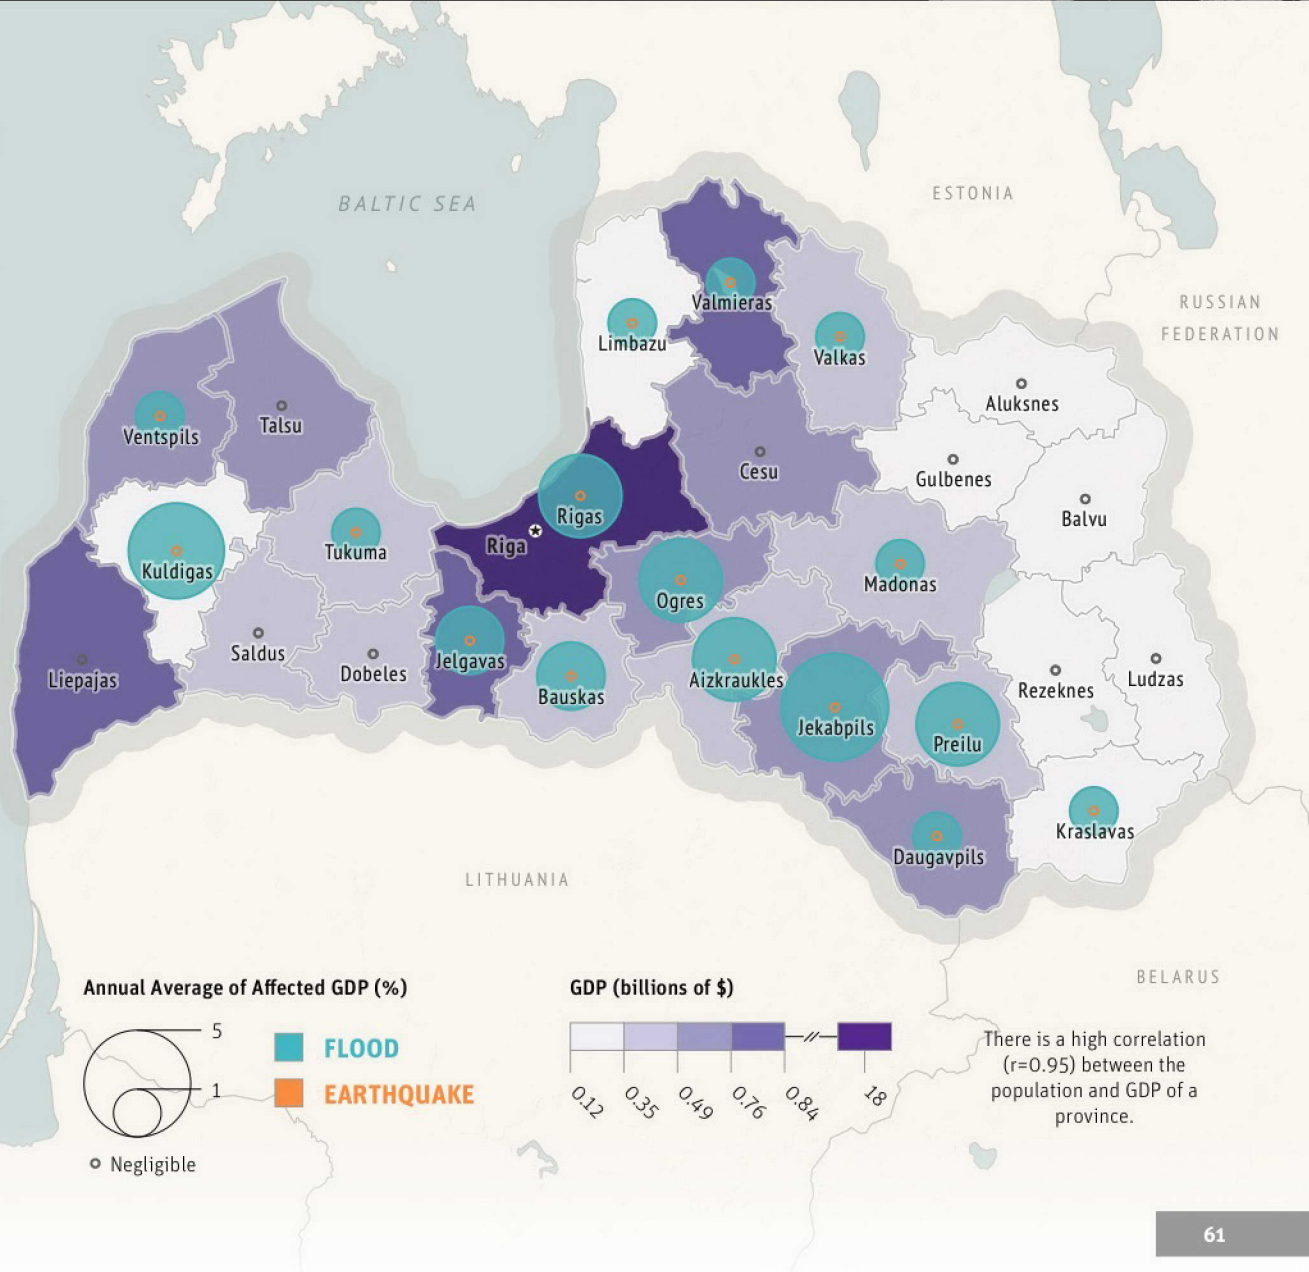 BALTIC SEA
ESTONIA
RUSSIAN
FEDERATION
Valmieras
Limbazu
Valkas
Aluksnes
Ventspils
Talsu
Cesu
Gulbenes
Balvu
Rigas
Riga
Tukuma
Kuldigas
Madonas
Ogres
Saldus
Dobeles
Jelgavas
Bauskas
Liepajas
Aizkraukles
Jekabpils
Preilu
Rezeknes
Ludzas
Kraslavas
Daugavpils
LITHUANIA
BELARUS
Annual Average of Affected GDP (%)
5
1
Negligible
FLOOD
EARTHQUAKE
GDP (billions of $)
0.12
0.35
0.49
0.76
0.84
18
There is a high correlation
(r=0.95) between the
population and GDP of a
province.
61